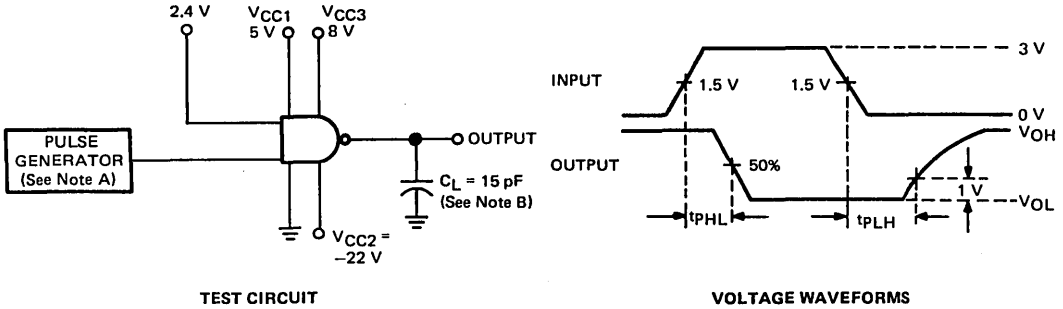 2.4 V
VCC1
5 V
VCC3
8 V
PULSE
GENERATOR
(See Note A)
OUTPUT
CL = 15 pF
(See Note B)
VCC2 =
–22 V
TEST CIRCUIT
INPUT
1.5 V
1.5 V
3 V
0 V
VOH
OUTPUT
50%
1 V
VOL
tPHL
tPLH
VOLTAGE WAVEFORMS